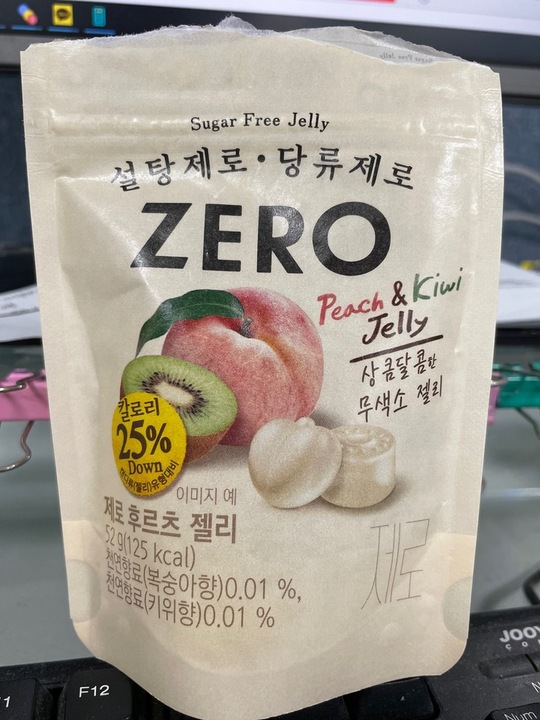 Sugar Free Jelly
설탕제로•당류제로
ZERO
Peach & Kiwi
Jelly
상콤달콤한
무색소 젤리
칼로리
25%
Down
이미지 예
제로 후르츠 젤리
52 g(125 kcal)
천연향료(복숭아향)0.01 %,
천연향료(키위향)0.01 %
제로
F12
Num